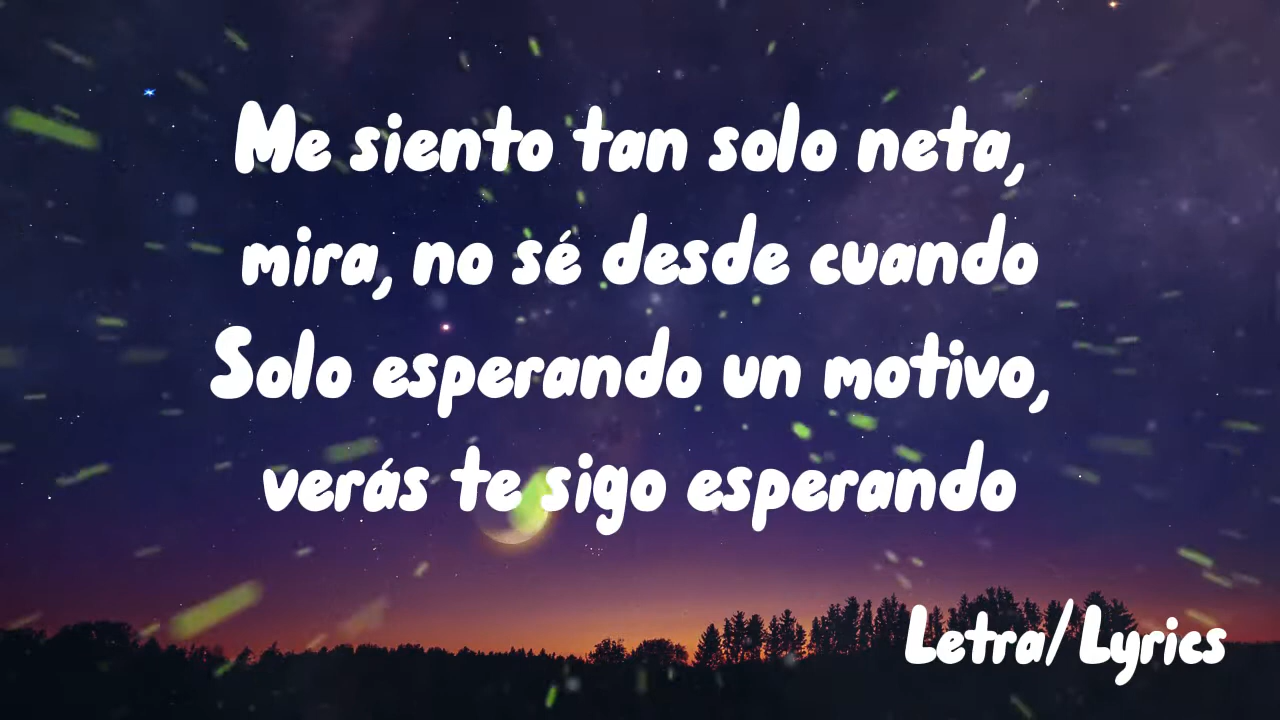 Me siento tan solo neta,
mira, no sé desde cuando
Solo esperando un motivo,
verás te sigo esperando
Letra/Lyrics